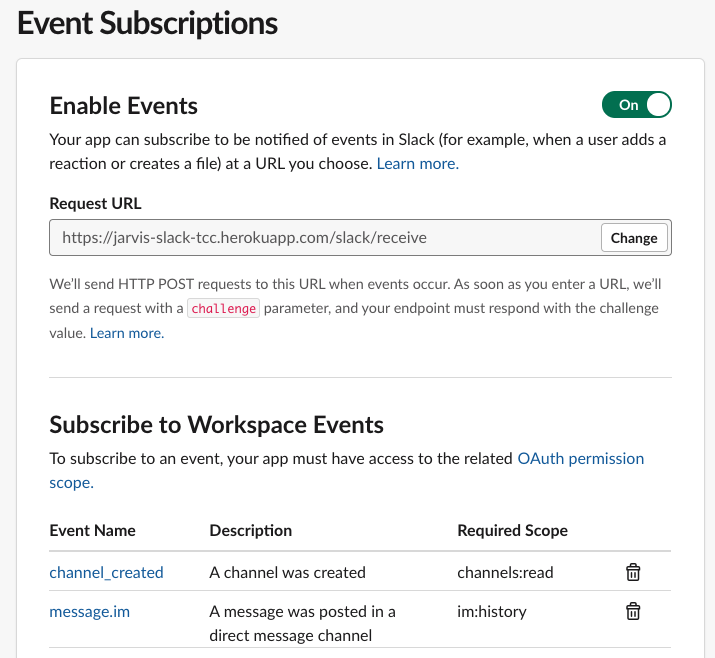 Event Subscriptions
Enable Events
On
Your app can subscribe to be notified of events in Slack (for example, when a user adds a
reaction or creates a file) at a URL you choose. Learn more.
Request URL
https://jarvis-slack-tcc.herokuapp.com/slack/receive
Change
We’ll send HTTP POST requests to this URL when events occur. As soon as you enter a URL, we’ll
send a request with a challenge parameter, and your endpoint must respond with the challenge
value. Learn more.
Subscribe to Workspace Events
To subscribe to an event, your app must have access to the related OAuth permission
scope.
Event Name Description Required Scope
channel_created A channel was created channels:read
message.im A message was posted in a im:history
direct message channel